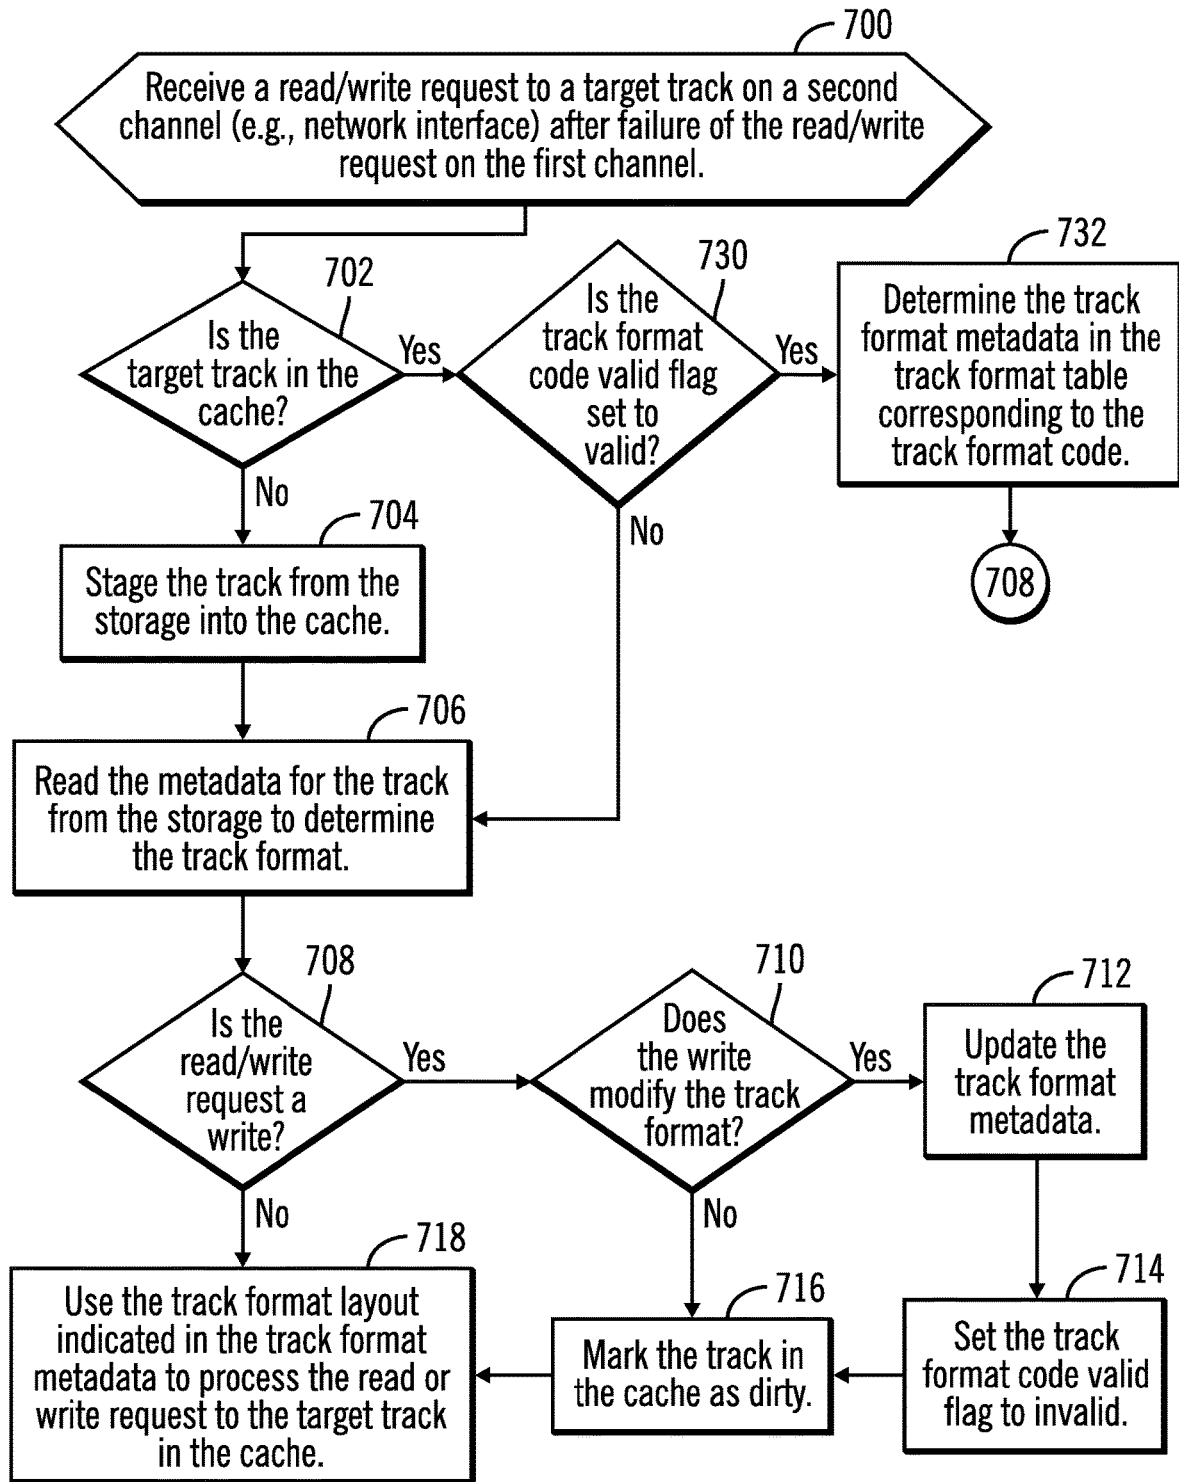 700
Receive a read/write request to a target track on a second
channel (e.g., network interface) after failure of the read/write
request on the first channel.
702
Is the
target track in the
cache?
Yes
No
730
Is the
track format
code valid flag
set to
valid?
Yes
No
732
Determine the track
format metadata in the
track format table
corresponding to the
track format code.
708
704
Stage the track from the
storage into the cache.
706
Read the metadata for the track
from the storage to determine
the track format.
708
Is the
read/write
request a
write?
Yes
No
710
Does
the write
modify the track
format?
Yes
No
712
Update the
track format
metadata.
714
Set the track
format code valid
flag to invalid.
716
Mark the track in
the cache as dirty.
718
Use the track format layout
indicated in the track format
metadata to process the read or
write request to the target track
in the cache.